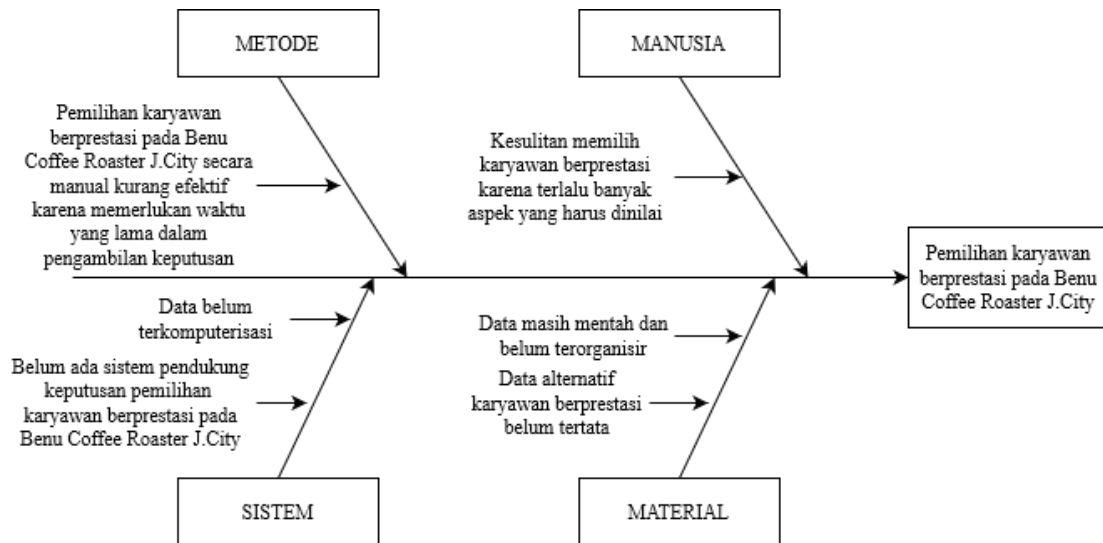 METODE
MANUSIA
Pemilihan karyawan
berprestasi pada Benu
Coffee Roaster J.City secara
manual kurang efektif
karena memerlukan waktu
yang lama dalam
pengambilan keputusan
Kesulitan memilih
karyawan berprestasi
karena terlalu banyak
aspek yang harus dinilai
Pemilihan karyawan
berprestasi pada Benu
Coffee Roaster J.City
Data belum
terkomputerisasi
Belum ada sistem pendukung
keputusan pemilihan
karyawan berprestasi pada
Benu Coffee Roaster J.City
Data masih mentah dan
belum terorganisir
Data alternatif
karyawan berprestasi
belum tertata
SISTEM
MATERIAL